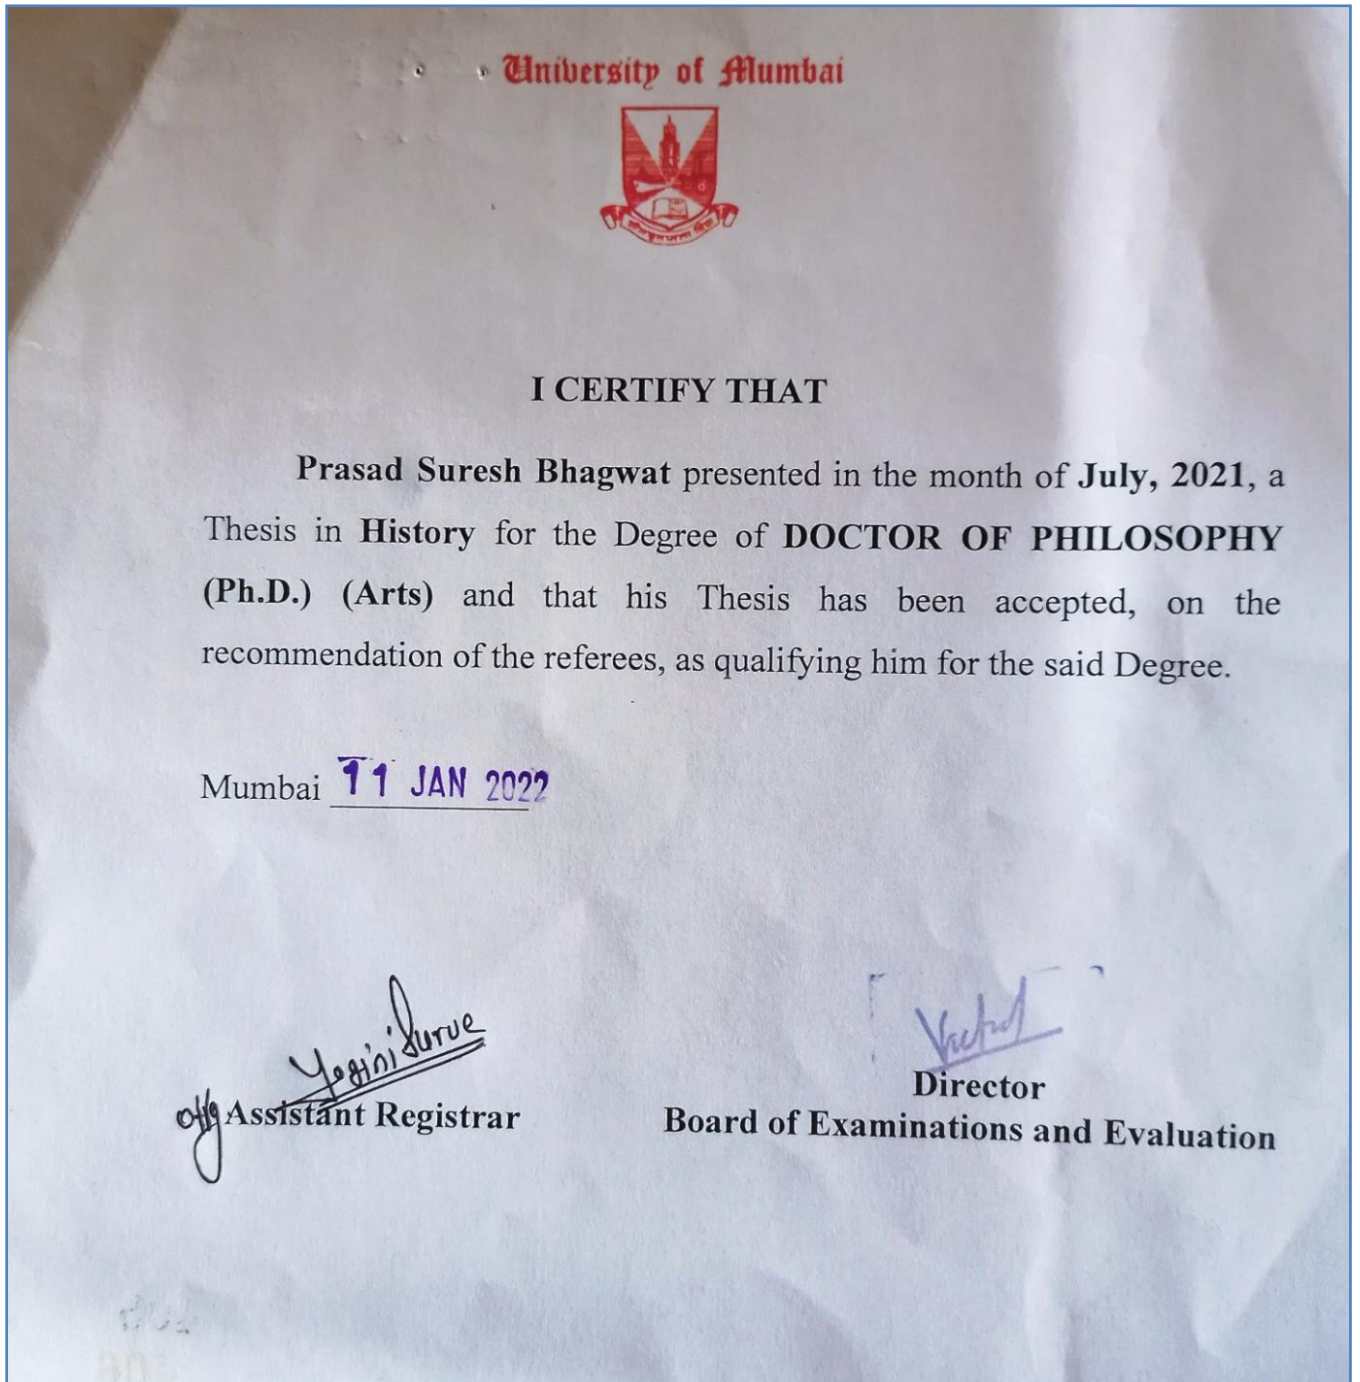 University of Mumbai
I CERTIFY THAT
Prasad Suresh Bhagwat presented in the month of July, 2021, a
Thesis in History for the Degree of DOCTOR OF PHILOSOPHY
(Ph.D.) (Arts) and that his Thesis has been accepted, on the
recommendation of the referees, as qualifying him for the said Degree.
Mumbai 11 JAN 2022
Yogini Surve
Assistant Registrar
Director
Board of Examinations and Evaluation